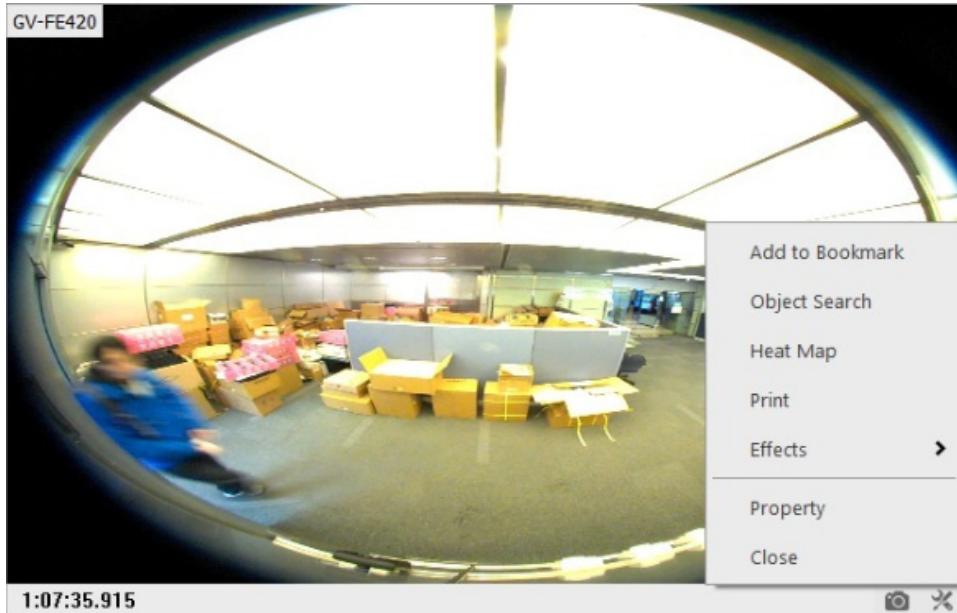 GV-FE420
Add to Bookmark
Object Search
Heat Map
Print
Effects
Property
Close
1:07:35.915